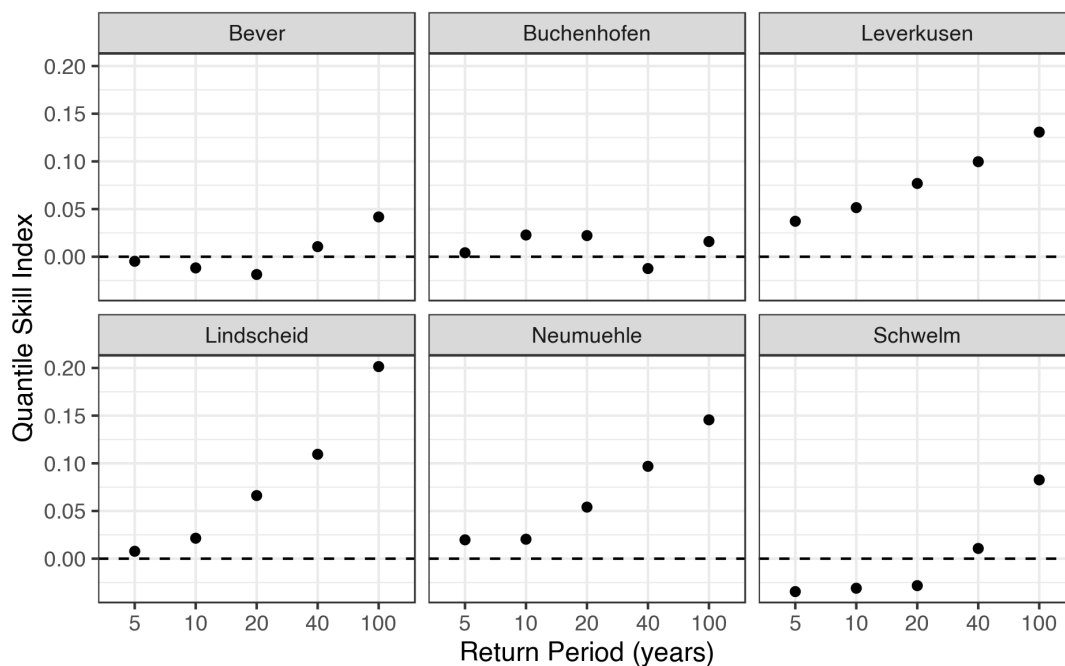 Bever Buchenhofen Leverkusen
0.20
0.15
0.10
0.05
0.00
Lindscheid Neumuehle Schwelm
0.20
0.15
0.10
0.05
0.00
5 10 20 40 100 5 10 20 40 100 5 10 20 40 100
Return Period (years)
Quantile Skill Index